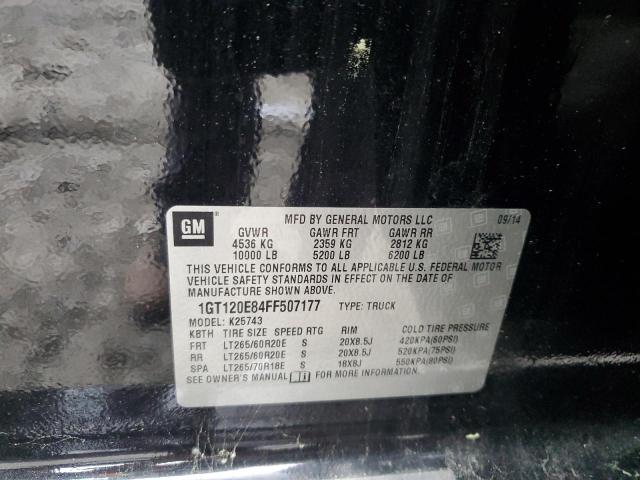 GM
MFD BY GENERAL MOTORS LLC 09/14
GVWR GAWR FRT GAWR RR
4536 KG 2359 KG 2812 KG
10000 LB 5200 LB 6200 LB
THIS VEHICLE CONFORMS TO ALL APPLICABLE U.S. FEDERAL MOTOR
VEHICLE SAFETY STANDARDS IN EFFECT ON THE DATE OF
MANUFACTURE SHOWN ABOVE.
1GT120E84FF507177 TYPE: TRUCK
MODEL: K25743
KBTH TIRE SIZE SPEED RTG RIM COLD TIRE PRESSURE
FRT LT265/60R20E S 20X8.5J 420KPA(60PSI)
RR LT265/60R20E S 20X8.5J 520KPA(75PSI)
SPA LT265/70R18E S 18X8J 550KPA(80PSI)
SEE OWNER'S MANUAL FOR MORE INFORMATION.